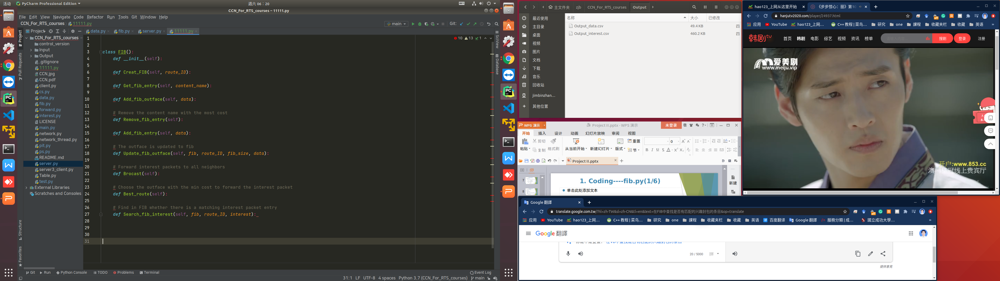 活动
PyCharm Professional Edition
週六 06：20
CCN_For_RTS_courses – 11111.py
File Edit View Navigate Code Refactor Run Tools Git Window Help
CCN_For_RTS_courses
11111.py
main
Git:
Project
data.py
fib.py
server.py
11111.py
10 13 1
Project
Pull Requests
Structure
Favorites
SciView
Database
CCN_For_RTS_courses
control_version
Input
Output
.gitignore
11111.py
CCN.jpg
CCN.pdf
client.py
cs.py
data.py
fib.py
forward.py
interest.py
LICENSE
main.py
network.py
network_thread.py
pit.py
ps.py
README.md
server.py
server3_client.py
Table.py
test.py
External Libraries
Scratches and Consoles
1
2
3 class FIB():
4 def __init__(self):
5
6 def Creat_FIB(self, route_ID):
7
8 def Get_fib_entry(self, content_name):
9
10 def Add_fib_outface(self, data):
11
12 # Remove the content name with the most cost
13 def Remove_fib_entry(self):
14
15 def Add_fib_entry(self, data):
16
17 # The outface is updated to fib
18 def Update_fib_outface(self, fib, route_ID, fib_size, data):
19
20 # Forward interest packets to all neighbors
21 def Brocast(self):
22
23 # Choose the outface with the min cost to forward the interest packet
24 def Best_route(self):
25
26 # Find in FIB whether there is a matching interest packet entry
27 def Search_fib_interest(self, fib, route_ID, interest):
28
29
30
31
Git Run Python Console TODO Problems Terminal
Event Log
31:1 LF UTF-8 4 spaces Python 3.7 (CCN_For_RTS_courses) main
主文件夹 zjb CCN_For_RTS_courses Output
名称 大小 已修改
最近使用
主目录
桌面
视频
图片
文档
下载
音乐
回收站
jimbinzhan...
其他位置
Output_data.csv 49.4 KB 四
Output_interest.csv 460.2 KB 四
WPS 演示
Project II.pptx - WPS 演示
未登录
开始 插入 设计 动画 幻灯片放映 审阅 视图
粘贴 剪切 复制 格式刷
从当前开始 新建幻灯片 版式 重置 节
0
B I U S A X² X₂
Project II.pptx
7
8
1. Coding----fib.py(1/6)
单击此处添加文本
新建
hao123_上网从这里开始
《步步惊心：丽》第10
hanjutv2020.com/player/24937.html
应用 YouTube hao123_上网... C++ 教程 | 菜鸟... 研究 one 課程 收藏夹栏 收藏 英语
韩剧tv
首页 韩剧 电影 综艺 视频 资讯 榜单
搜剧 登录 注册
爱美剧
www.meiju.vip
开户:www.853.cc
Google 翻譯
translate.google.com.tw/?hl=zh-TW&sl=zh-CN&tl=en&text=在FIB中查找是否有匹配的兴趣封包的条目&op=translate
应用 YouTube hao123_上网... C++ 教程 | 菜鸟... 研究 one 課程 收藏夹栏 收藏 英语 百度翻译 Google 翻譯 服務分類 | 成... 國立成功大學...
Google 翻譯
20 / 5000
拼
提供意見